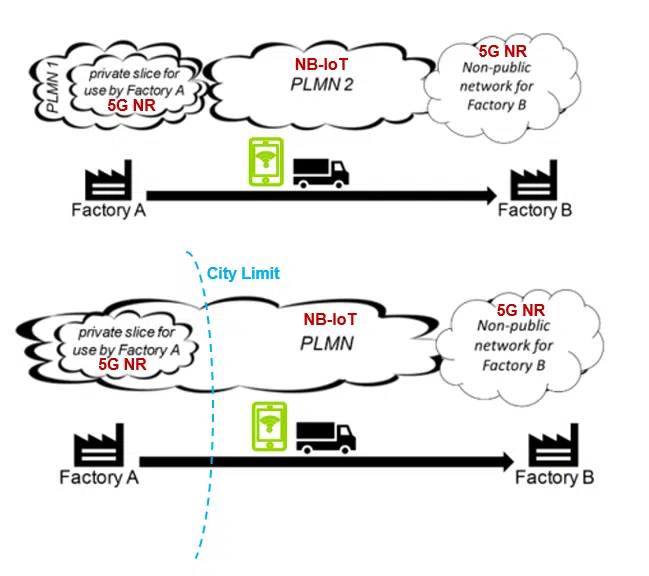 PLMN 1
private slice for
use by Factory A
5G NR
NB-IoT
PLMN 2
5G NR
Non-public
network for
Factory B
Factory A
Factory B
City Limit
private slice for
use by Factory A
5G NR
NB-IoT
PLMN
5G NR
Non-public
network for
Factory B
Factory A
Factory B